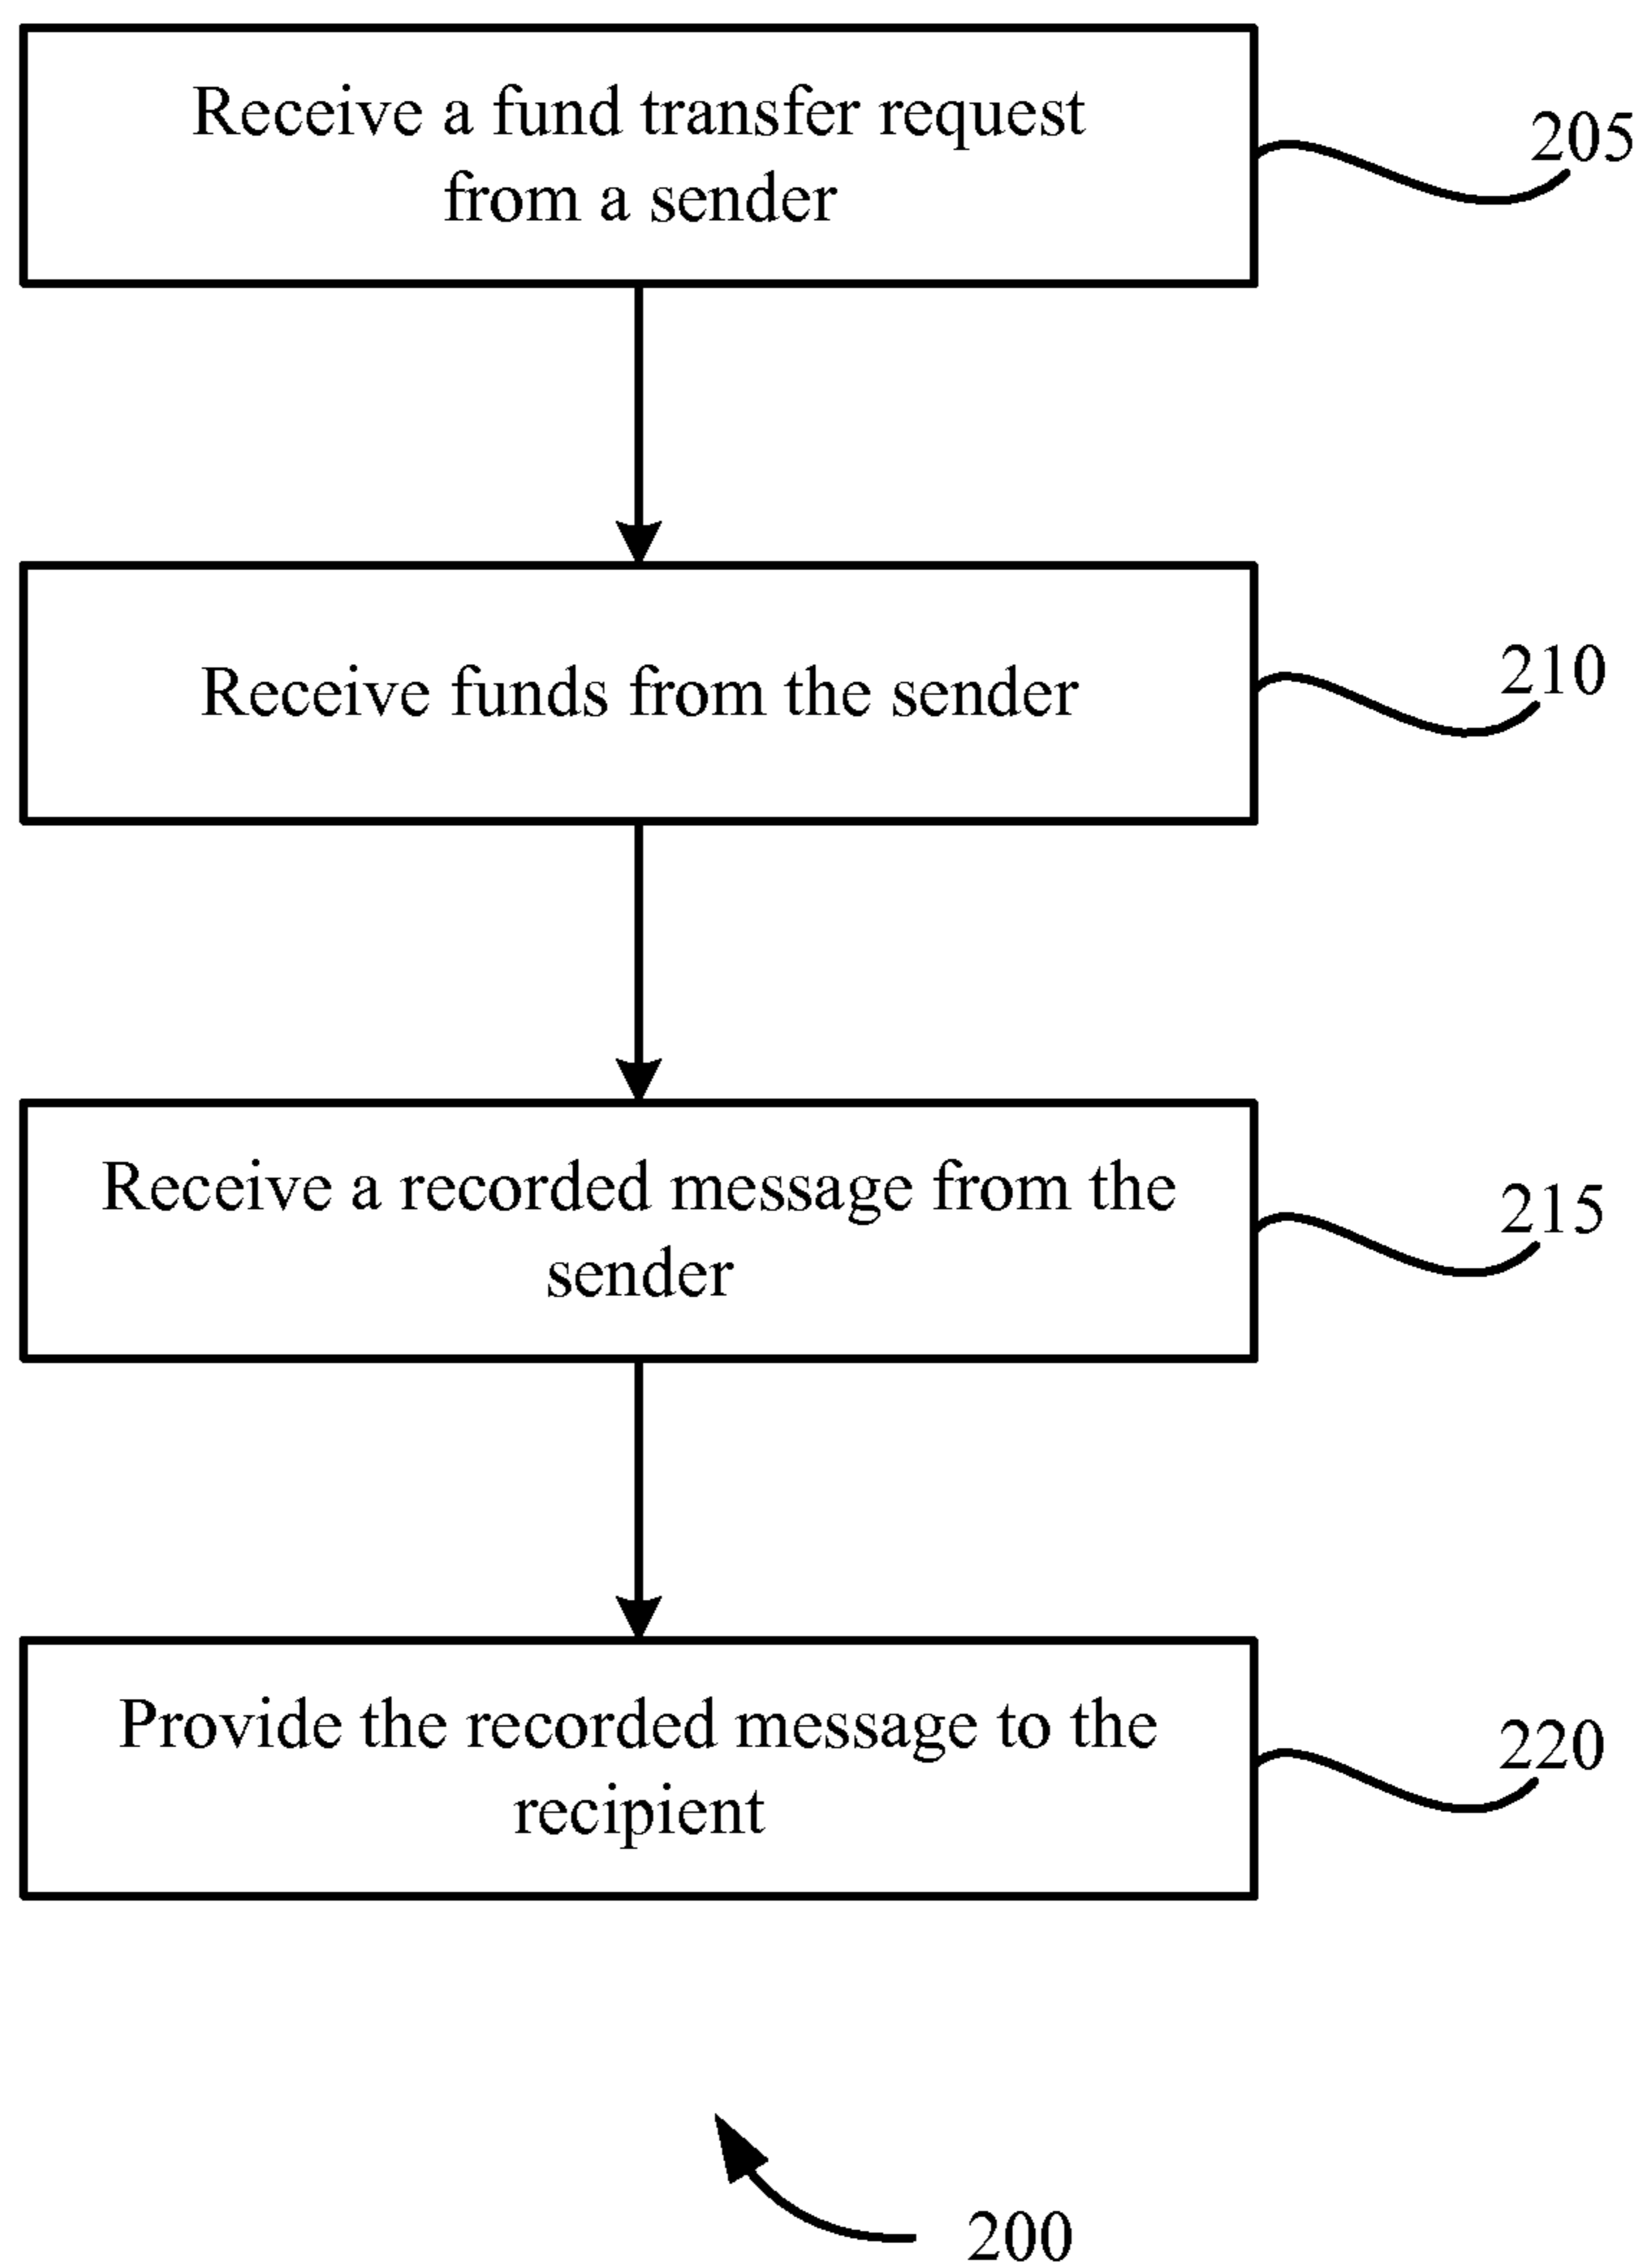 Receive a fund transfer request
from a sender
205
Receive funds from the sender
210
Receive a recorded message from the
sender
215
Provide the recorded message to the
recipient
220
200